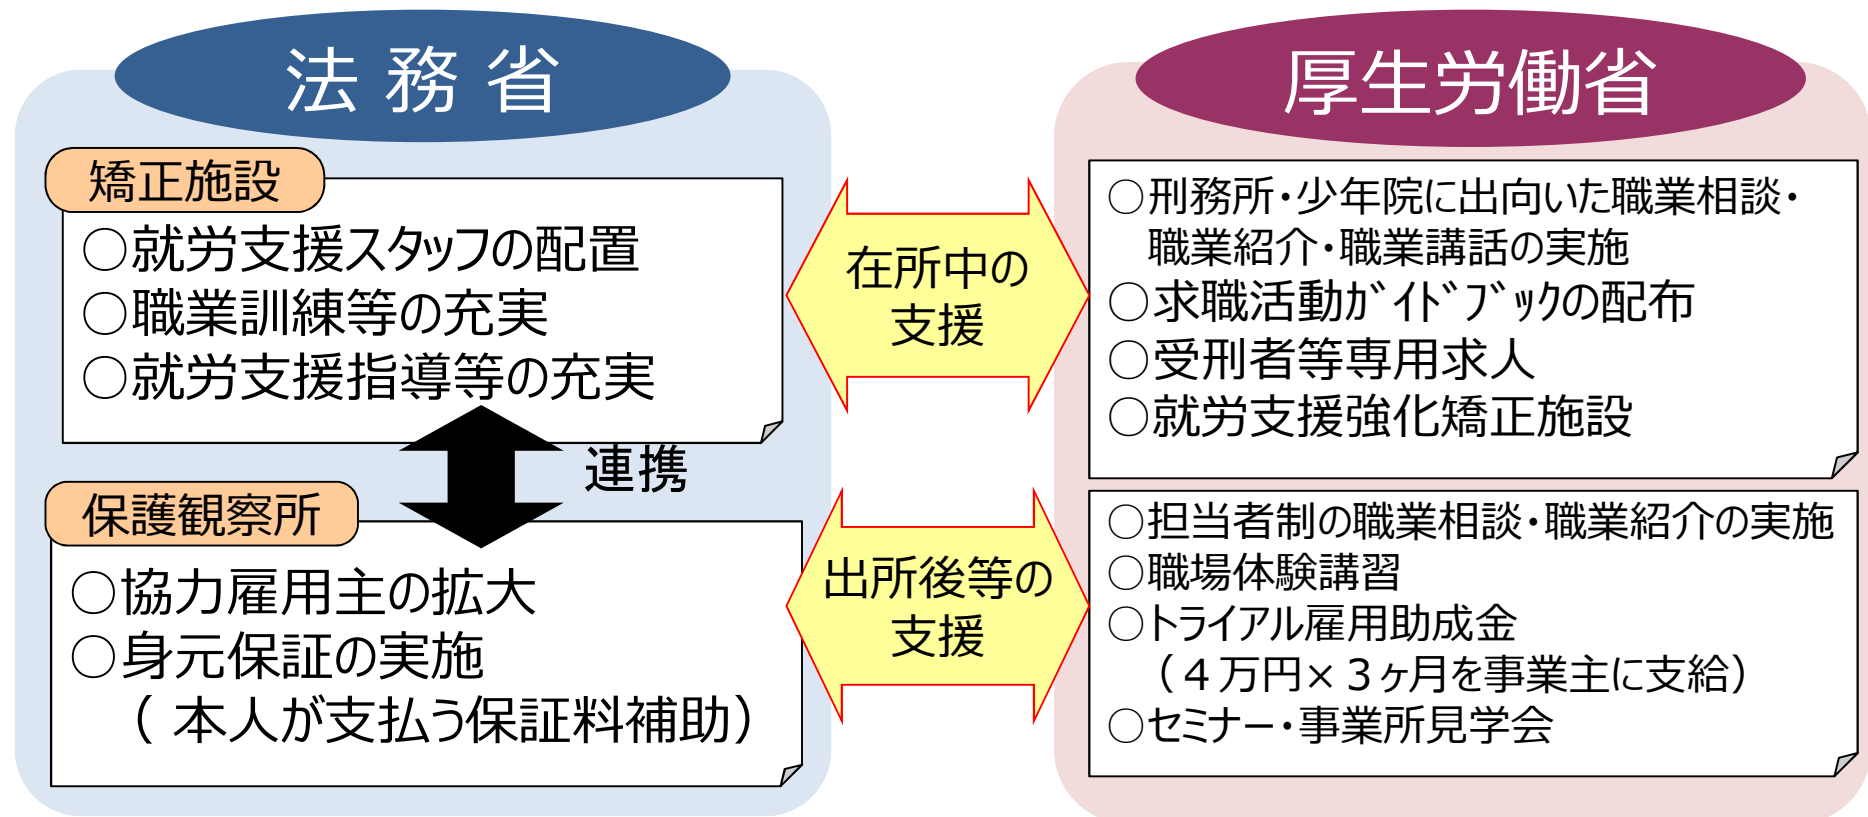 法務省
矯正施設
○就労支援スタッフの配置
○職業訓練等の充実
○就労支援指導等の充実
連携
保護観察所
○協力雇用主の拡大
○身元保証の実施
（ 本人が支払う保証料補助）
在所中の
支援
出所後等の
支援
厚生労働省
○刑務所・少年院に出向いた職業相談・
職業紹介・職業講話の実施
○求職活動ｶﾞｲﾄﾞﾌﾞｯｸの配布
○受刑者等専用求人
○就労支援強化矯正施設
○担当者制の職業相談・職業紹介の実施
○職場体験講習
○トライアル雇用助成金
（４万円×３ヶ月を事業主に支給）
○セミナー・事業所見学会